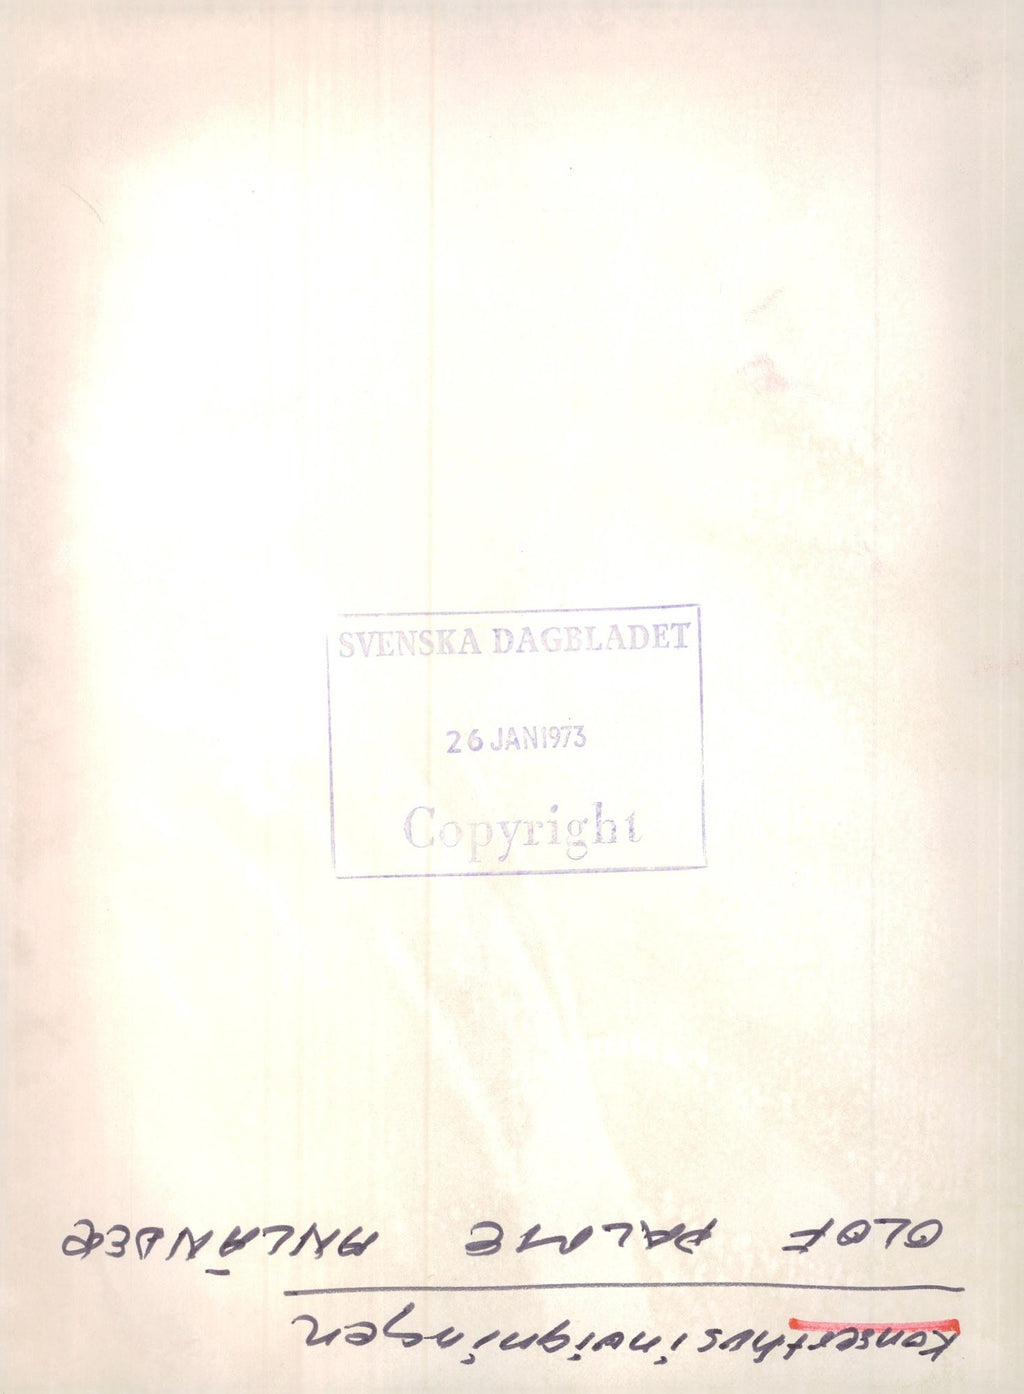 SVENSKA DAGBLADET
26 JAN 1973
Copyright
Konserthusinvigningen
OLOF PALME ANLÄNDER